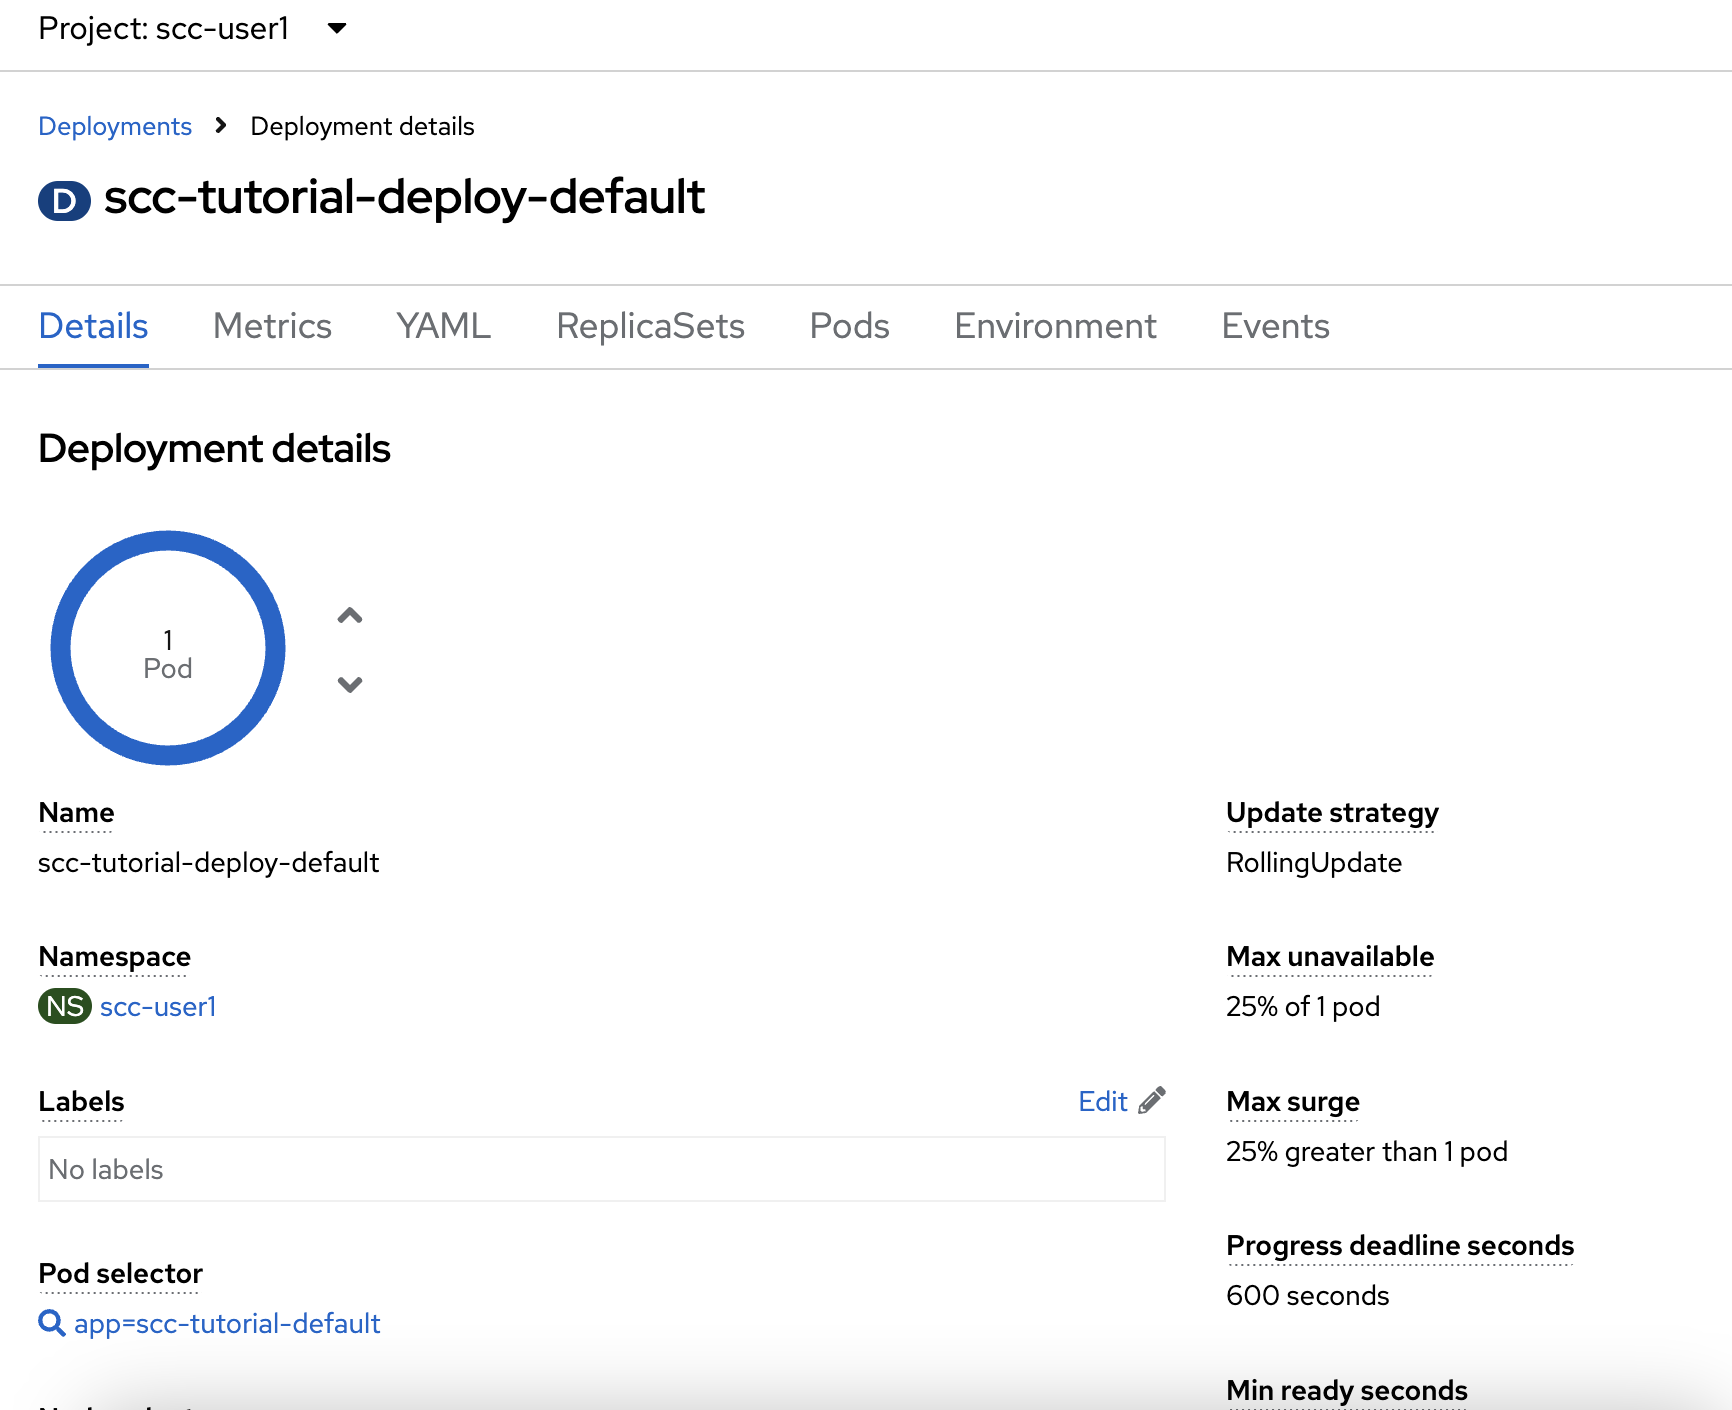 Project: scc-user1
Deployments > Deployment details
D scc-tutorial-deploy-default
Details Metrics YAML ReplicaSets Pods Environment Events
Deployment details
1
Pod
Name
scc-tutorial-deploy-default
Namespace
NS scc-user1
Labels Edit
No labels
Pod selector
app=scc-tutorial-default
Update strategy
RollingUpdate
Max unavailable
25% of 1 pod
Max surge
25% greater than 1 pod
Progress deadline seconds
600 seconds
Min ready seconds